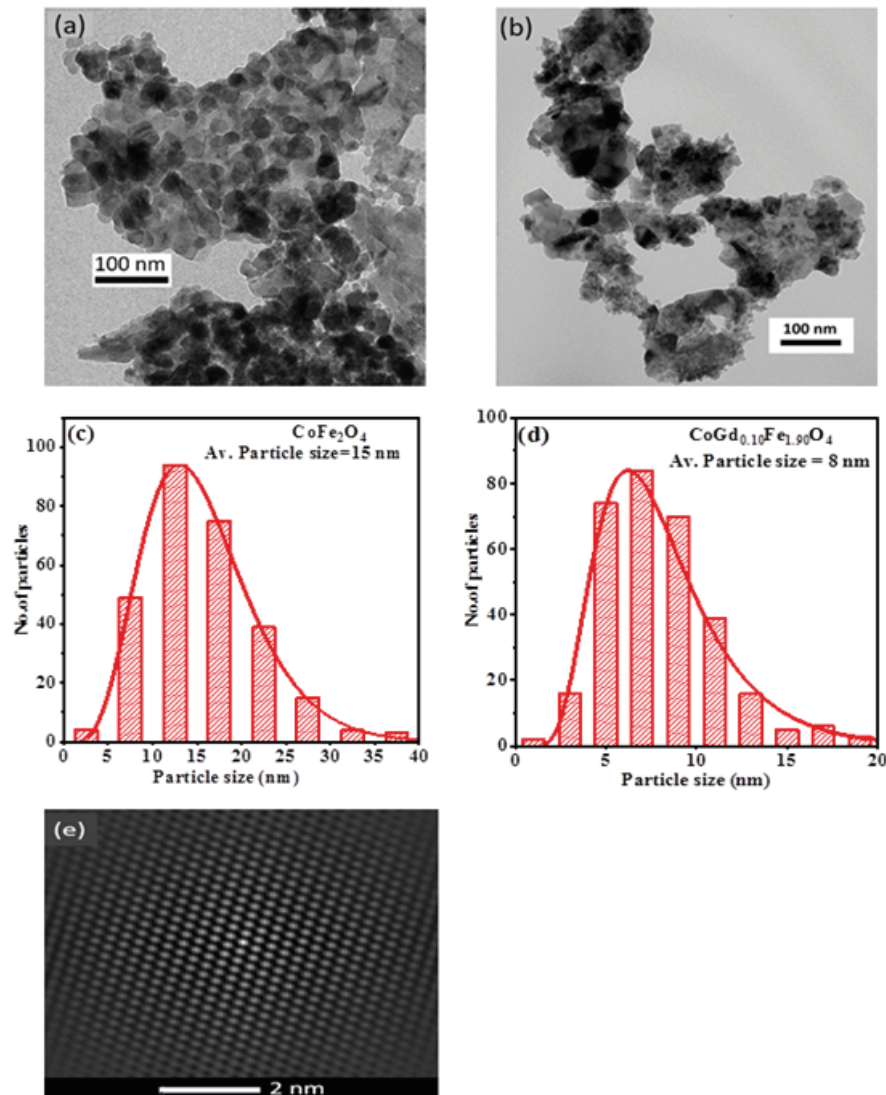 (a)
100 nm
(b)
100 nm
(c)
CoFe₂O₄
Av. Particle size=15 nm
No.of particles
100
80
60
40
20
0
0 5 10 15 20 25 30 35 40
Particle size (nm)
(d)
CoGd₀.₁₀Fe₁.₉₀O₄
Av. Particle size = 8 nm
No.of particles
100
80
60
40
20
0
0 5 10 15 20
Particle size (nm)
(e)
2 nm